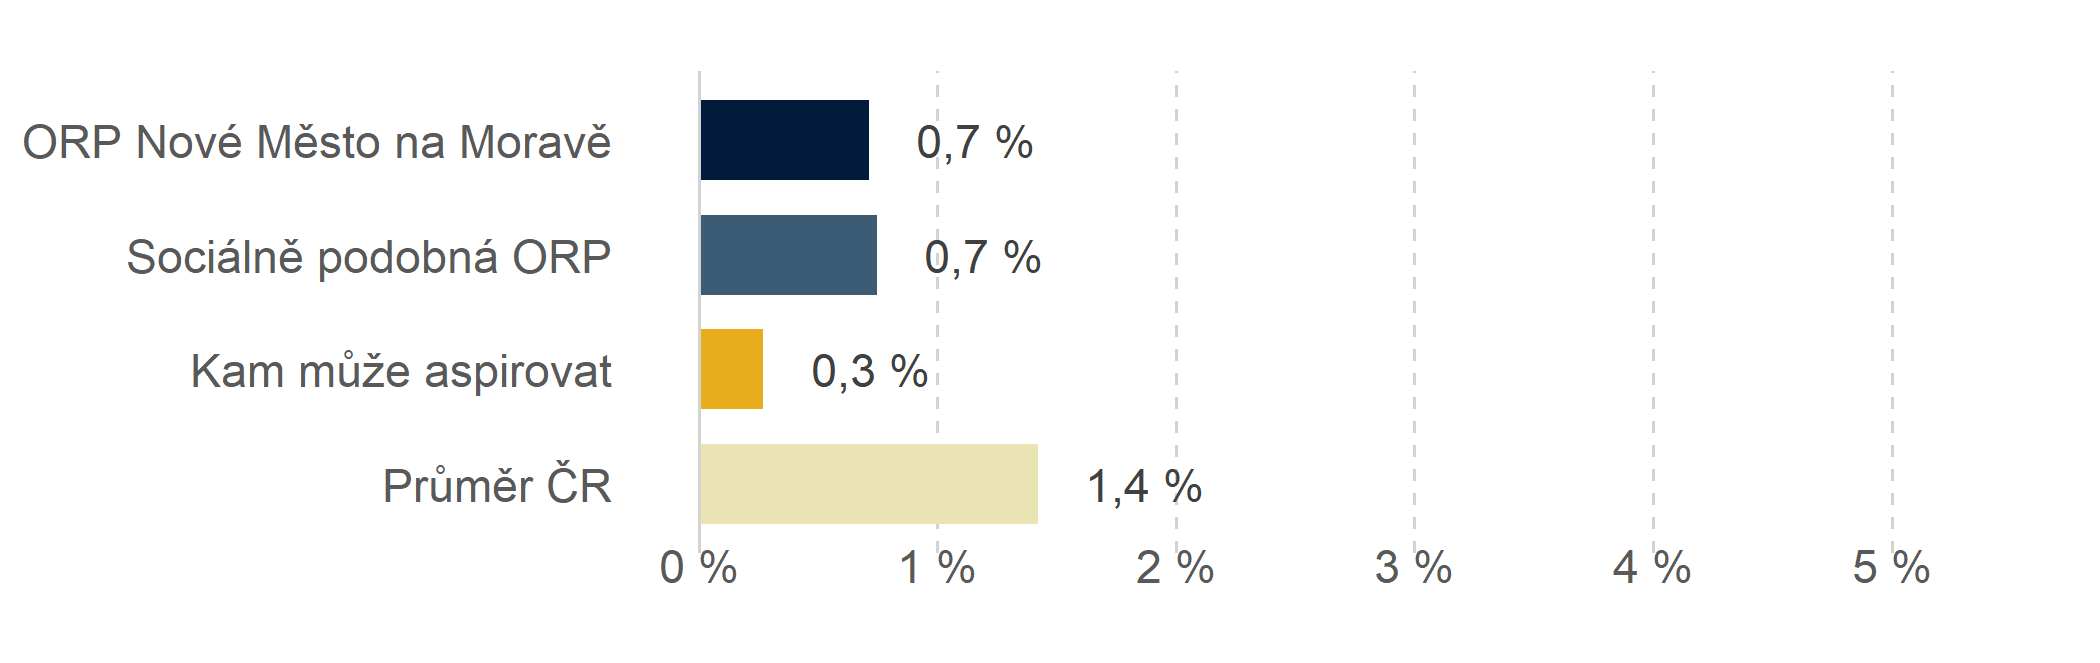 ORP Nové Město na Moravě 0,7 %
Sociálně podobná ORP 0,7 %
Kam může aspirovat 0,3 %
Průměr ČR 1,4 %
0 % 1 % 2 % 3 % 4 % 5 %